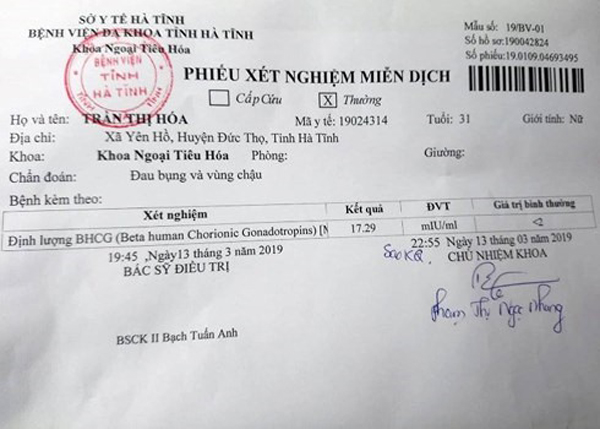 SỞ Y TẾ HÀ TĨNH
BỆNH VIỆN ĐA KHOA TỈNH HÀ TĨNH
Khoa Ngoại Tiêu Hóa
BỆNH VIỆN
TỈNH
HÀ TĨNH
Mẫu số: 19/BV-01
Số hồ sơ: 190042824
Số phiếu: 19.0109.04693495
PHIẾU XÉT NGHIỆM MIỄN DỊCH
Cấp Cứu X Thường
Họ và tên: TRẦN THỊ HÓA Mã y tế: 19024314 Tuổi: 31 Giới tính: Nữ
Địa chỉ: Xã Yên Hồ, Huyện Đức Thọ, Tỉnh Hà Tĩnh
Khoa: Khoa Ngoại Tiêu Hóa Phòng: Giường:
Chẩn đoán: Đau bụng và vùng chậu
Bệnh kèm theo:
Xét nghiệm Kết quả ĐVT Giá trị bình thường
Định lượng BHCG (Beta human Chorionic Gonadotropins) [N 17.29 mIU/ml <2
19:45 ,Ngày13 tháng 3 năm 2019 22:55 Ngày 13 tháng 03 năm 2019
BÁC SỸ ĐIỀU TRỊ Sao KQ. CHỦ NHIỆM KHOA
Phạm Thị Ngọc Nhung
BSCK II Bạch Tuấn Anh